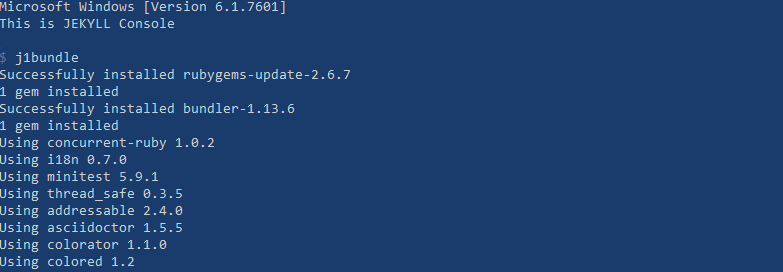 Microsoft Windows [Version 6.1.7601]
This is JEKYLL Console
$ j1bundle
Successfully installed rubygems-update-2.6.7
1 gem installed
Successfully installed bundler-1.13.6
1 gem installed
Using concurrent-ruby 1.0.2
Using i18n 0.7.0
Using minitest 5.9.1
Using thread_safe 0.3.5
Using addressable 2.4.0
Using asciidoctor 1.5.5
Using colorator 1.1.0
Using colored 1.2